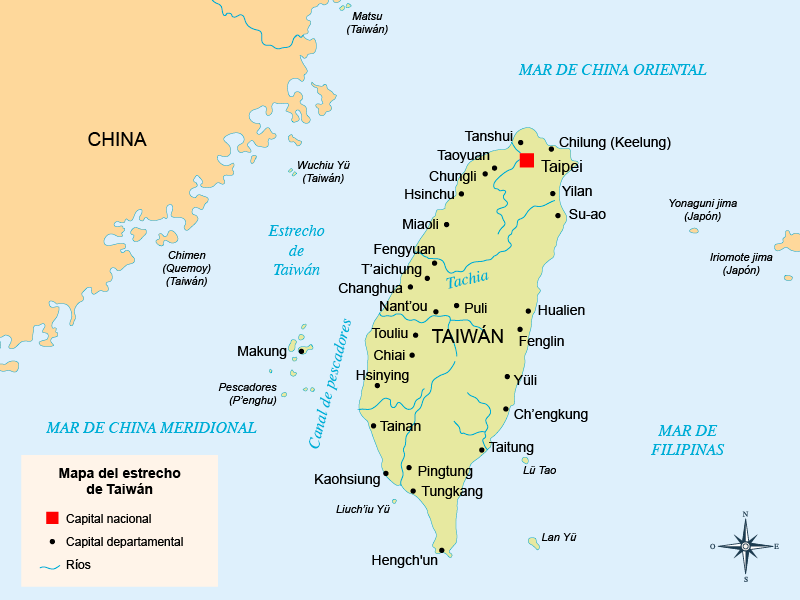 Matsu
(Taiwán)
MAR DE CHINA ORIENTAL
CHINA
Tanshui
Chilung (Keelung)
Taoyuan
Taipei
Wuchiu Yü
(Taiwán)
Chungli
Hsinchu
Yilan
Yonaguni jima
(Japón)
Su-ao
Miaoli
Estrecho
de
Taiwán
Fengyuan
Chimen
(Quemoy)
(Taiwán)
Iriomote jima
(Japón)
T'aichung
Tachia
Changhua
Nant'ou
Puli
Hualien
Touliu
TAIWÁN
Fenglin
Makung
Chiai
Canal de pescadores
Hsinying
Yüli
Pescadores
(P'enghu)
Ch'engkung
MAR DE CHINA MERIDIONAL
Tainan
MAR DE
FILIPINAS
Taitung
Lü Tao
Pingtung
Kaohsiung
Tungkang
Liuch'iu Yü
Lan Yü
Hengch'un
Mapa del estrecho
de Taiwán
Capital nacional
Capital departamental
Ríos
N
O
E
S